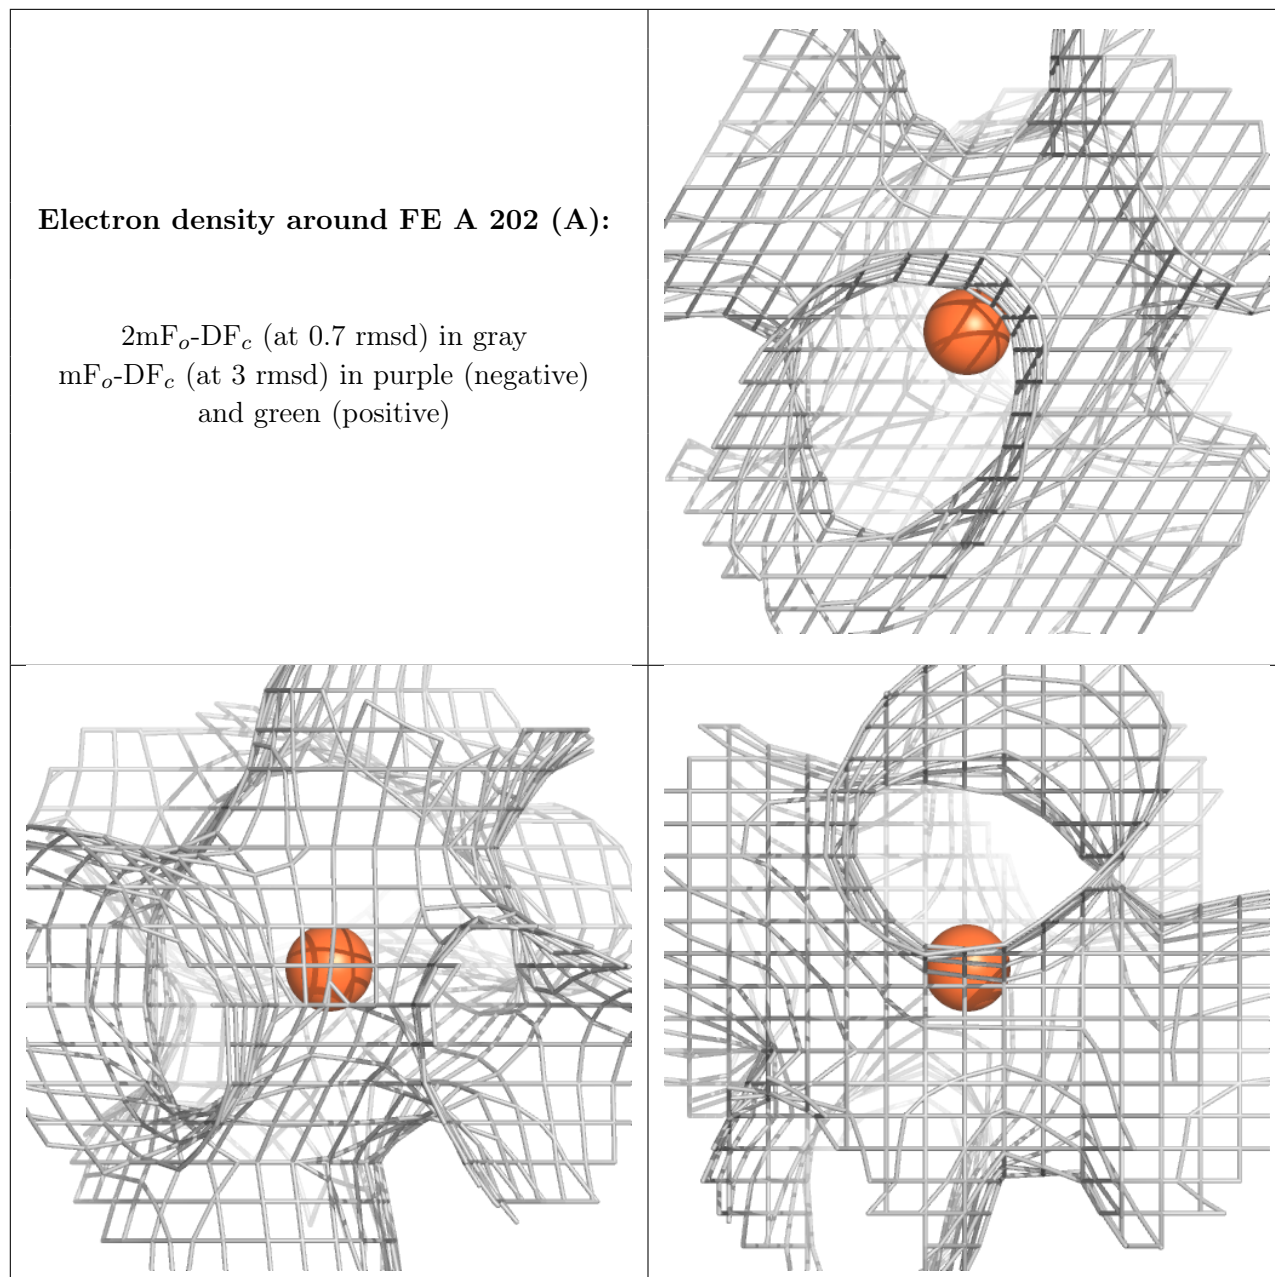 Electron density around FE A 202 (A):
2mFo-DFc (at 0.7 rmsd) in gray
mFo-DFc (at 3 rmsd) in purple (negative)
and green (positive)